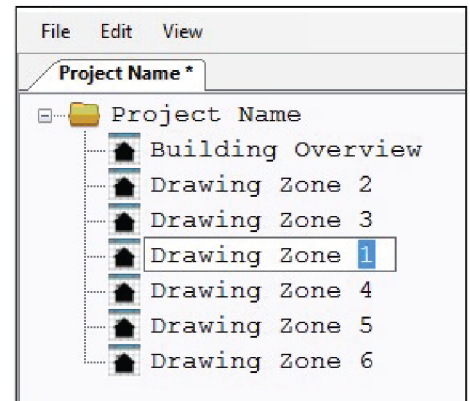 File Edit View
Project Name *
Project Name
Building Overview
Drawing Zone 2
Drawing Zone 3
Drawing Zone 1
Drawing Zone 4
Drawing Zone 5
Drawing Zone 6